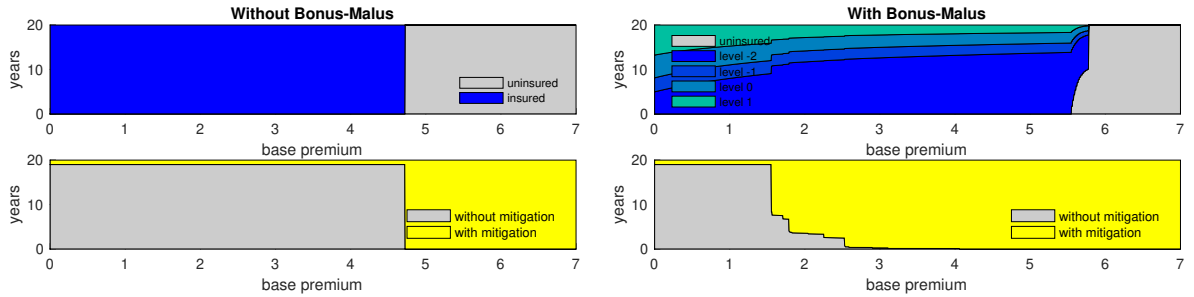 Without Bonus-Malus
20
10
0
years
uninsured
insured
0 1 2 3 4 5 6 7
base premium
With Bonus-Malus
20
10
0
years
uninsured
level -2
level -1
level 0
level 1
0 1 2 3 4 5 6 7
base premium
20
10
0
years
without mitigation
with mitigation
0 1 2 3 4 5 6 7
base premium
20
10
0
years
without mitigation
with mitigation
0 1 2 3 4 5 6 7
base premium